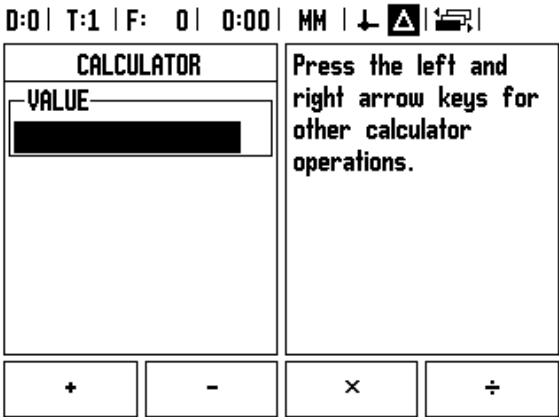 D:0 | T:1 | F: 0 | 0:00 | MM
CALCULATOR
VALUE
Press the left and
right arrow keys for
other calculator
operations.
+ - × ÷